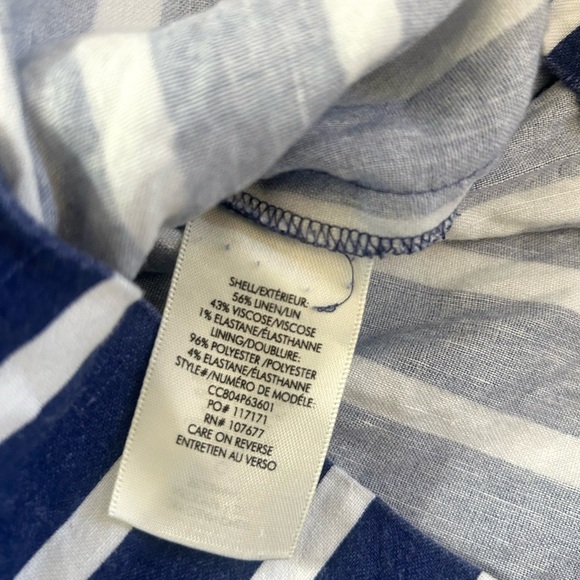 SHELL/EXTÉRIEUR:
56% LINEN/LIN
43% VISCOSE/VISCOSE
1% ELASTANE/ÉLASTHANNE
LINING/DOUBLURE:
96% POLYESTER /POLYESTER
4% ELASTANE/ÉLASTHANNE
STYLE#/NUMÉRO DE MODÈLE:
CC804P63601
PO# 117171
RN# 107677
CARE ON REVERSE
ENTRETIEN AU VERSO